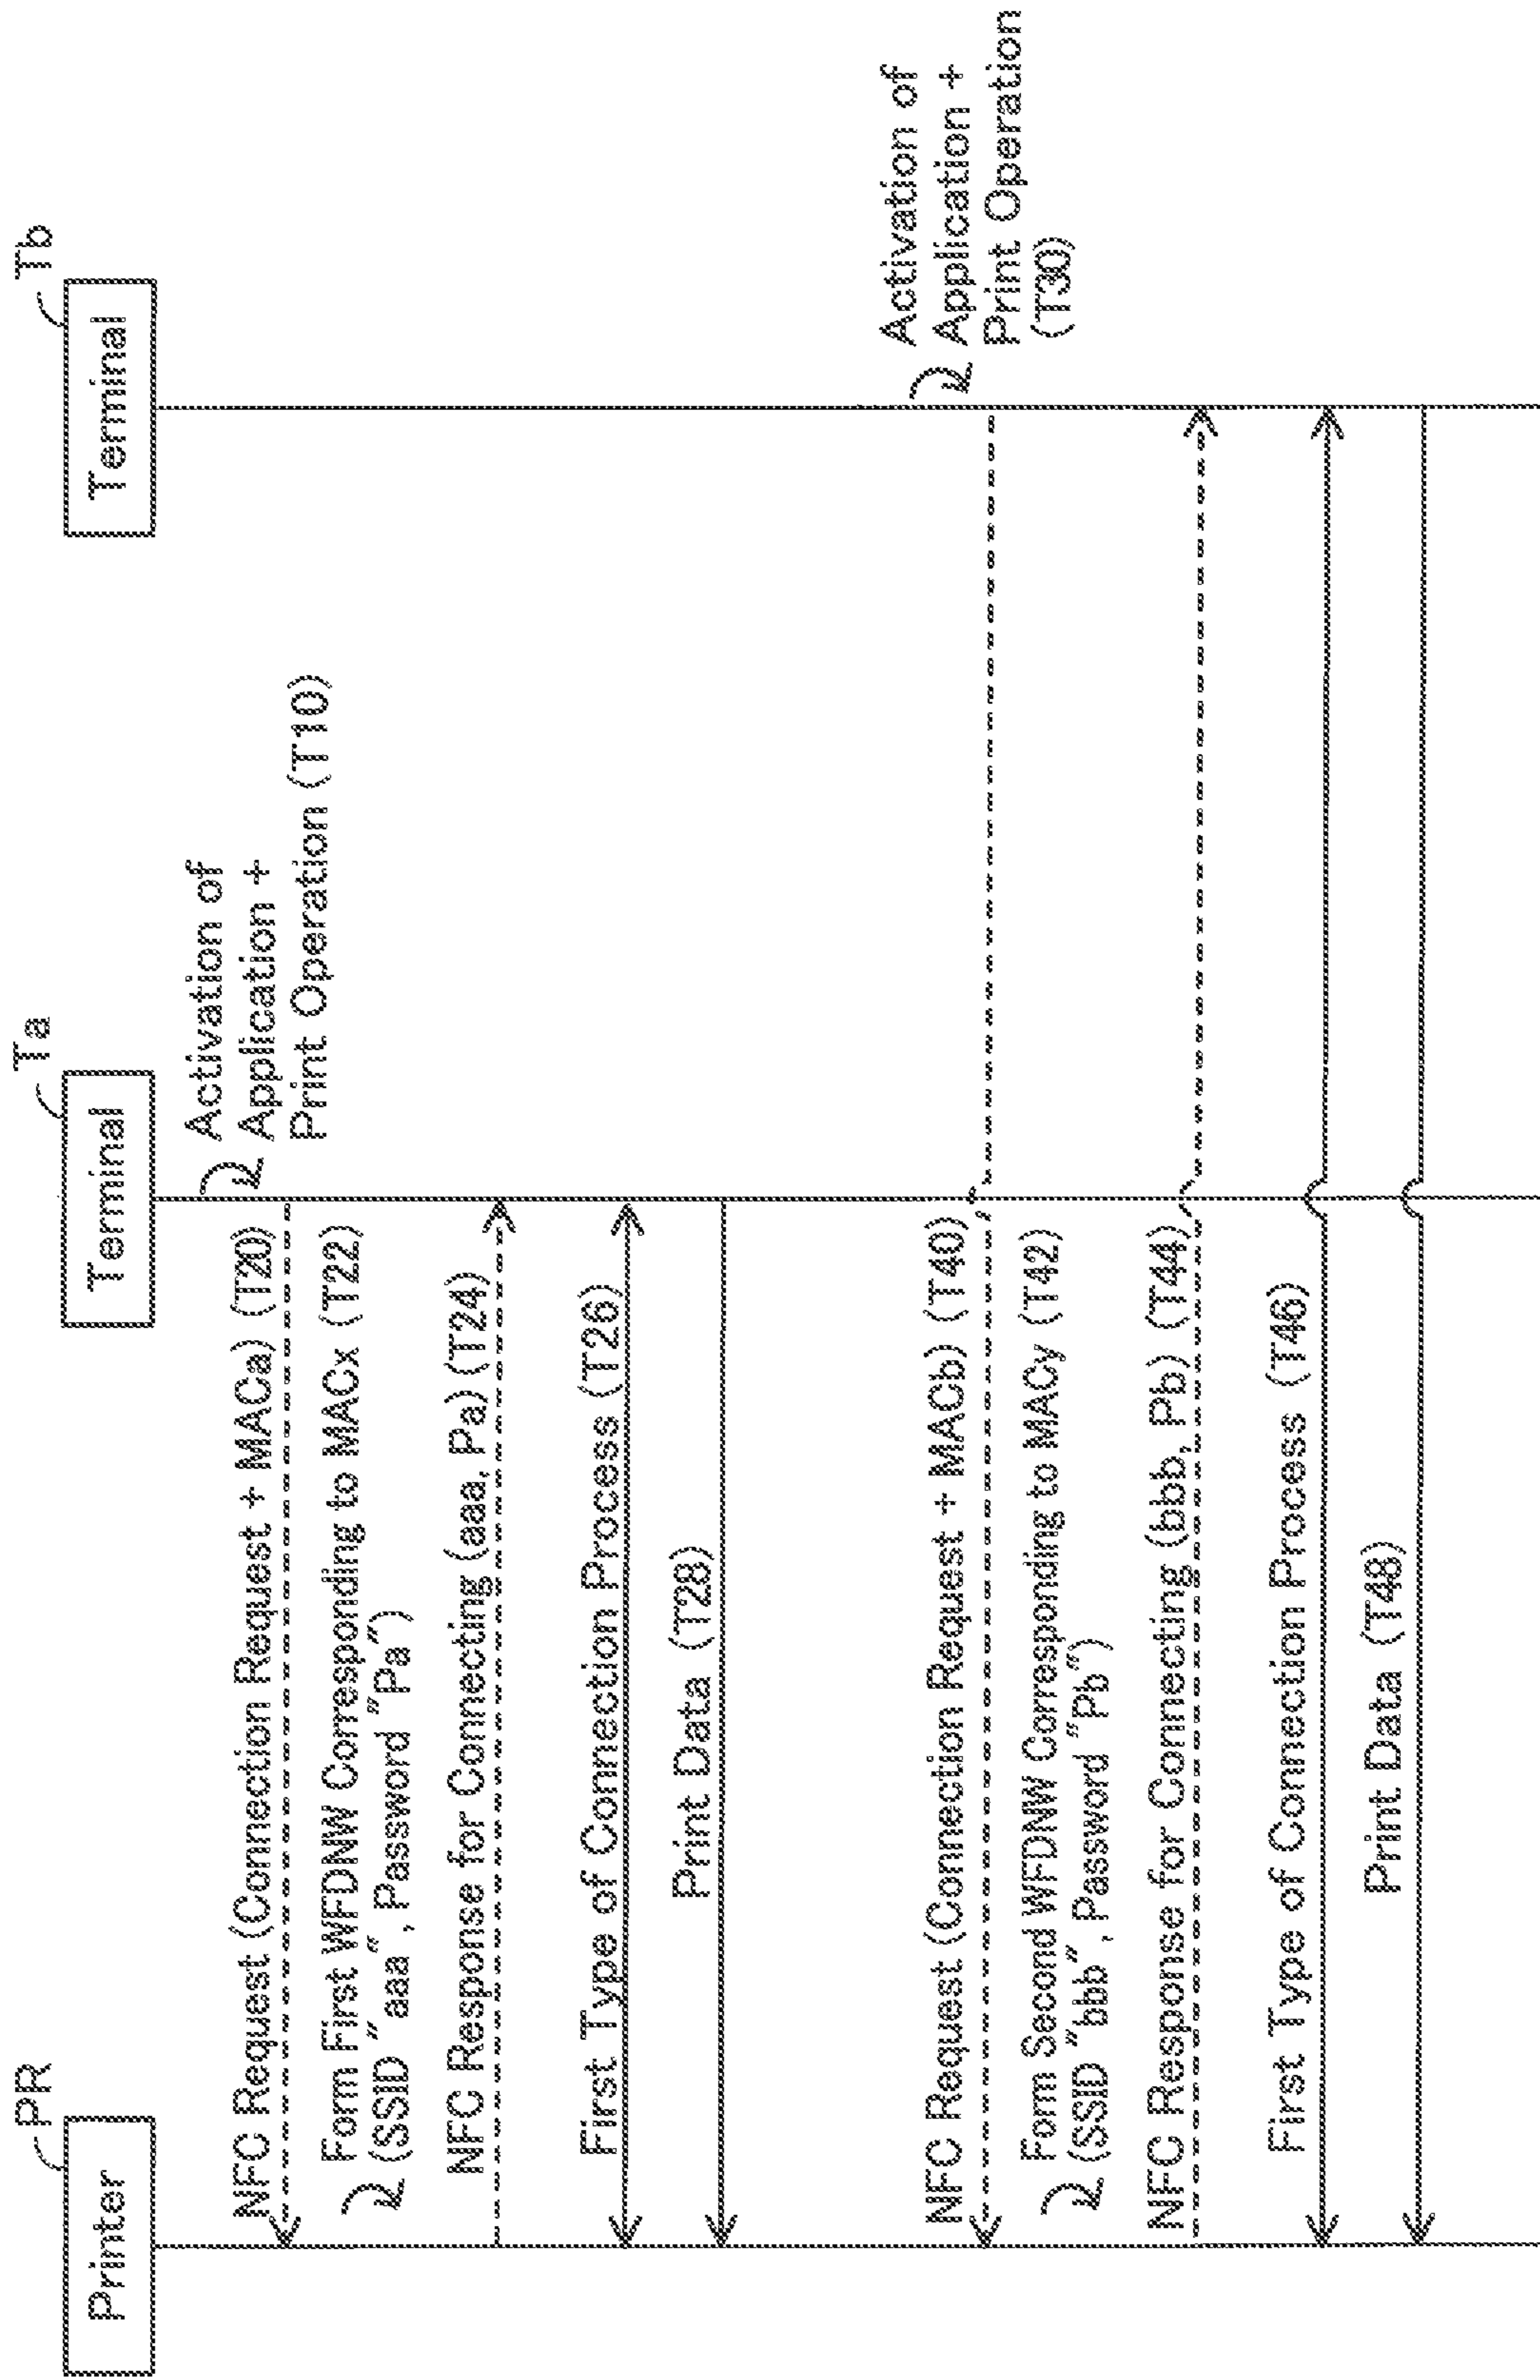 PR
Printer
Ta
Terminal
Tb
Terminal
Activation of
Application +
Print Operation (T10)
NFC Request (Connection Request + MACa) (T20)
Form First WFDNW Corresponding to MACx (T22)
(SSID "aaa", Password "Pa")
NFC Response for Connecting (aaa, Pa) (T24)
First Type of Connection Process (T26)
Print Data (T28)
Activation of
Application +
Print Operation
(T30)
NFC Request (Connection Request + MACb) (T40)
Form Second WFDNW Corresponding to MACy (T42)
(SSID "bbb", Password "Pb")
NFC Response for Connecting (bbb, Pb) (T44)
First Type of Connection Process (T46)
Print Data (T48)